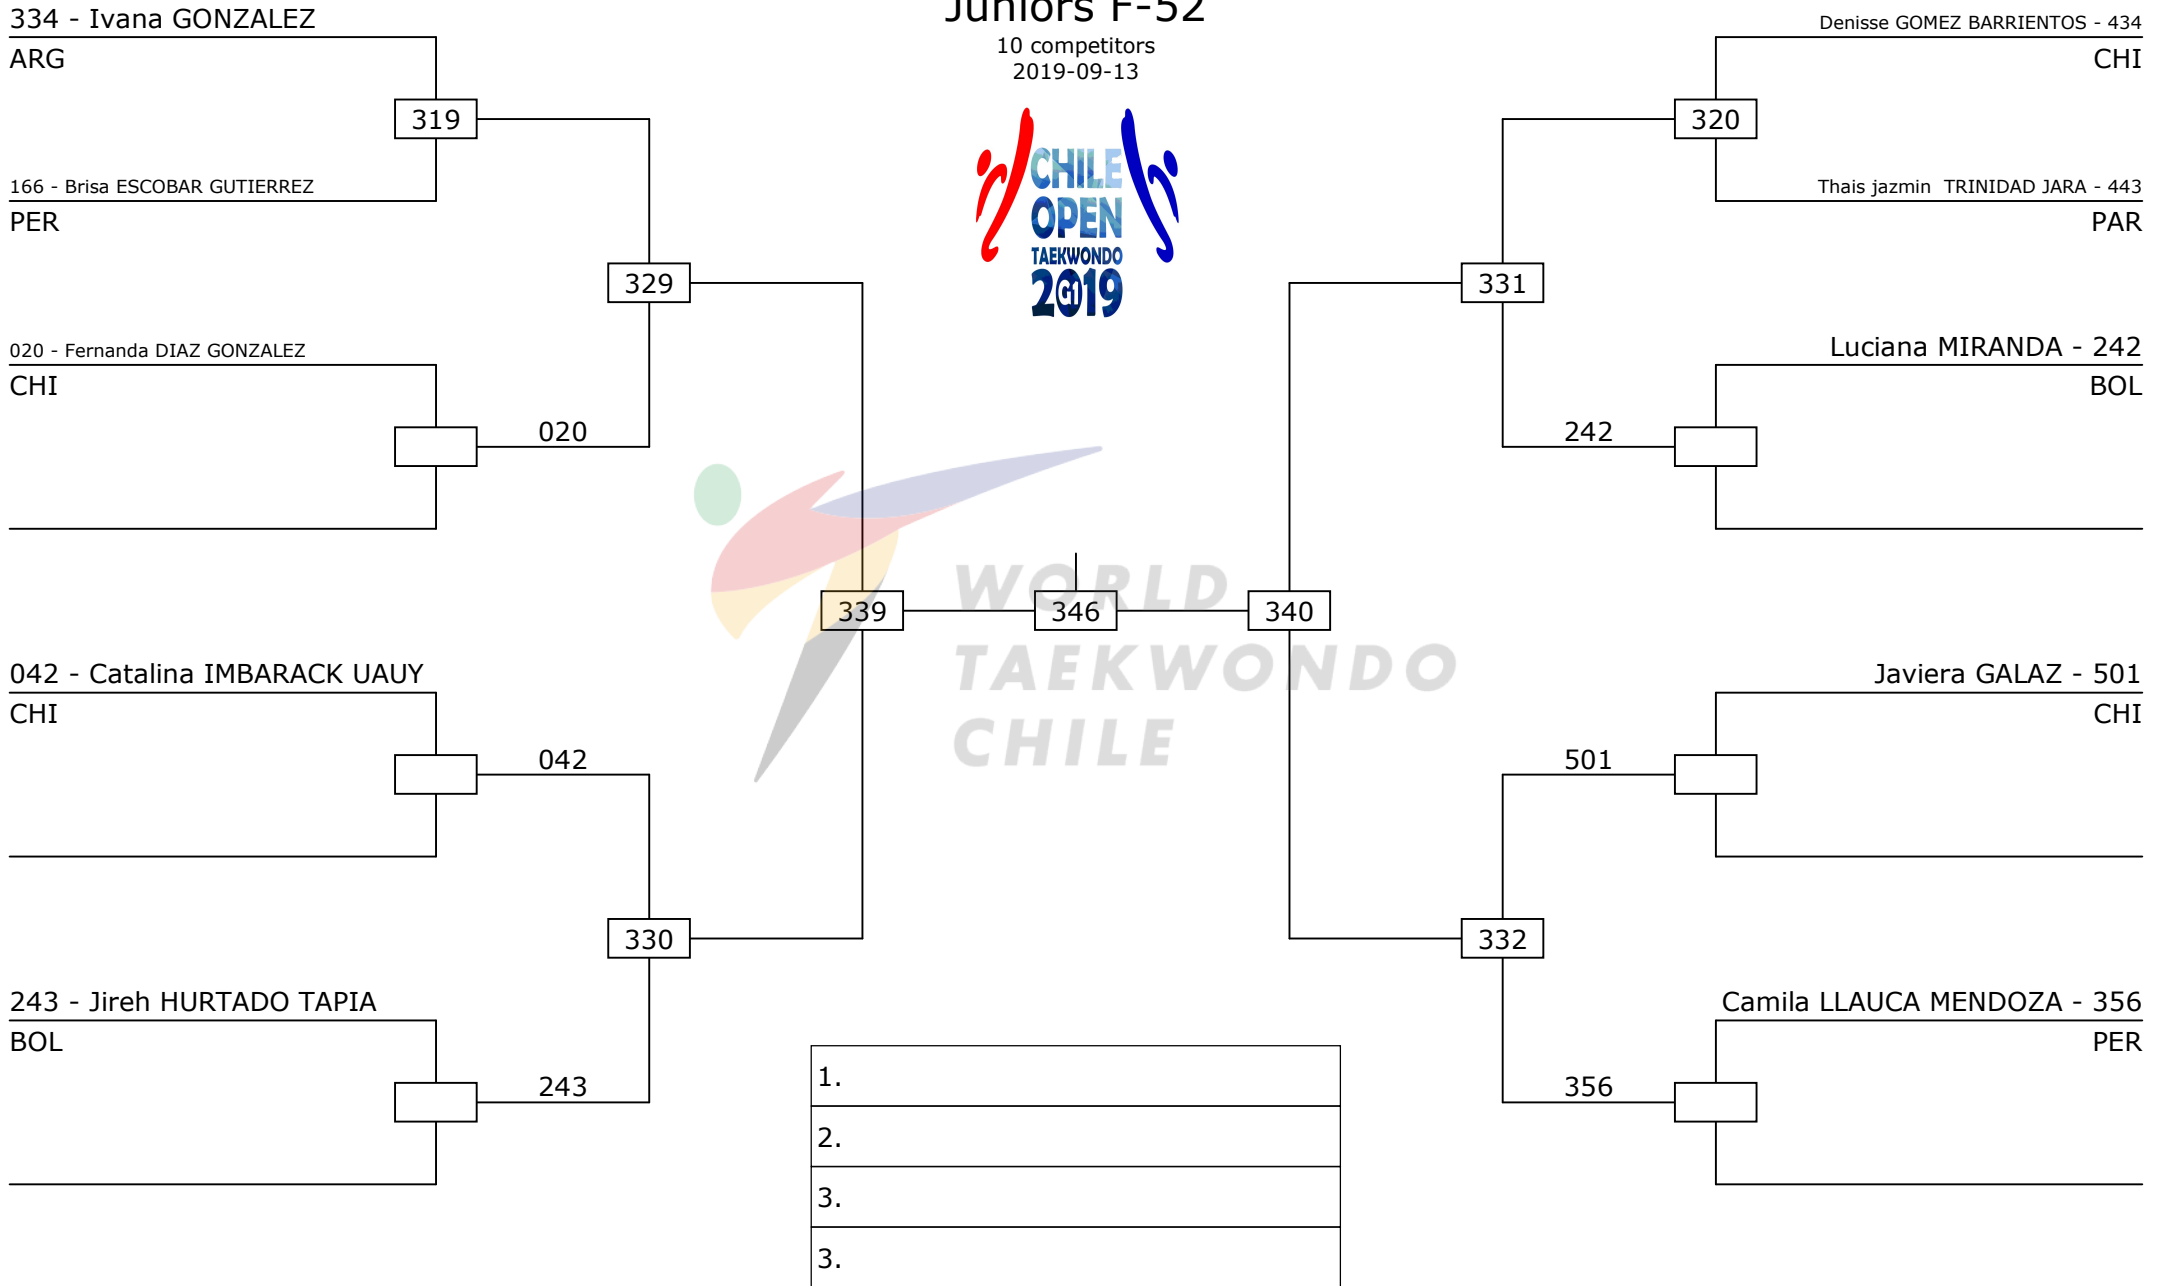 Juniors F-52
10 competitors
2019-09-13
CHILE
OPEN
TAEKWONDO
2019
G1
334 - Ivana GONZALEZ
ARG
319
166 - Brisa ESCOBAR GUTIERREZ
PER
329
020 - Fernanda DIAZ GONZALEZ
CHI
020
339
042 - Catalina IMBARACK UAUY
CHI
042
330
243 - Jireh HURTADO TAPIA
BOL
243
346
WORLD
TAEKWONDO
CHILE
Denisse GOMEZ BARRIENTOS - 434
CHI
320
Thais jazmin  TRINIDAD JARA - 443
PAR
331
Luciana MIRANDA - 242
BOL
242
340
Javiera GALAZ - 501
CHI
501
332
Camila LLAUCA MENDOZA - 356
PER
356
1.
2.
3.
3.